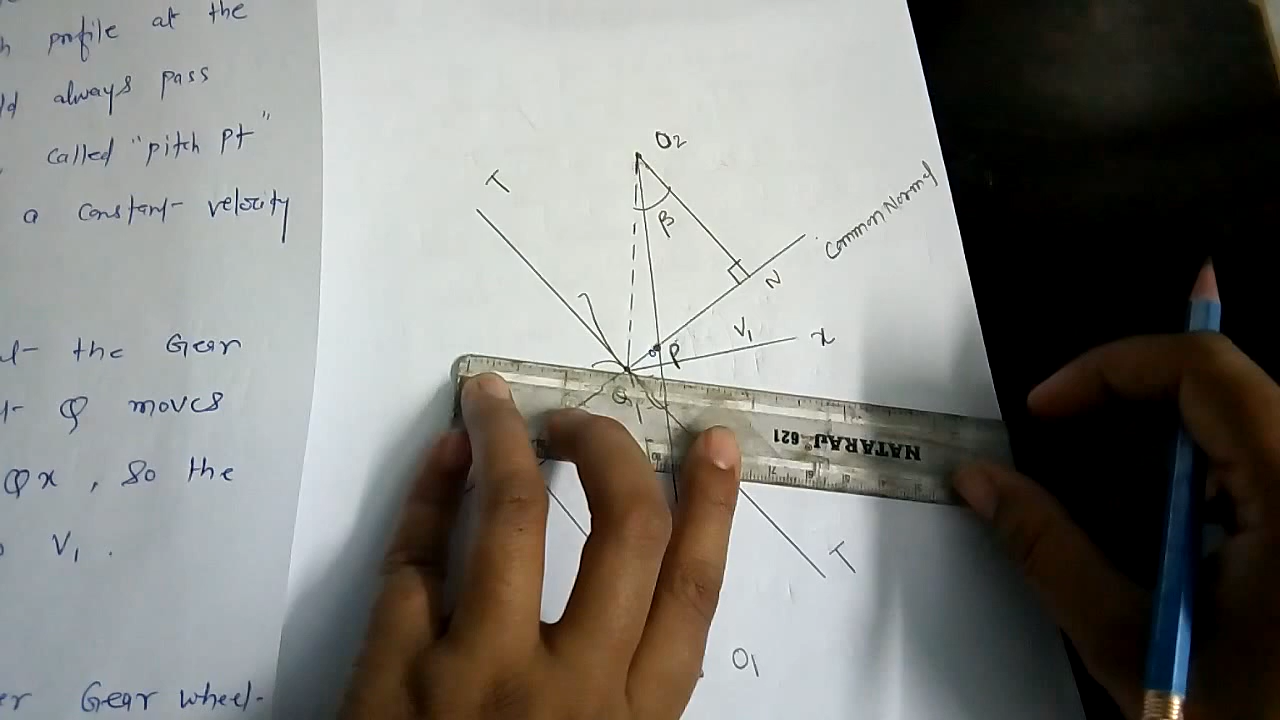 profile at the
always pass
called "pitch pt"
a constant velocity
the Gear
Q moves
Qx, so the
V1.
Gear wheel-
O2
T
β
Common Normal
N
V1
x
P
Q
NATARAJ 621
T
O1